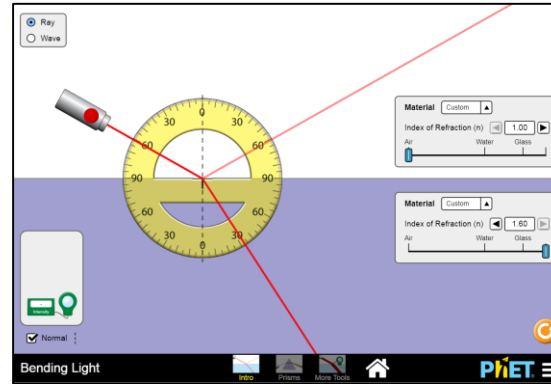 Ray
Wave
Material Custom
Index of Refraction (n) 1.00
Air Water Glass
Material Custom
Index of Refraction (n) 1.60
Air Water Glass
0
30 30
60 60
90 90
60 60
30 30
0
Intensity
Normal
Bending Light
Intro Prisms More Tools
PhET